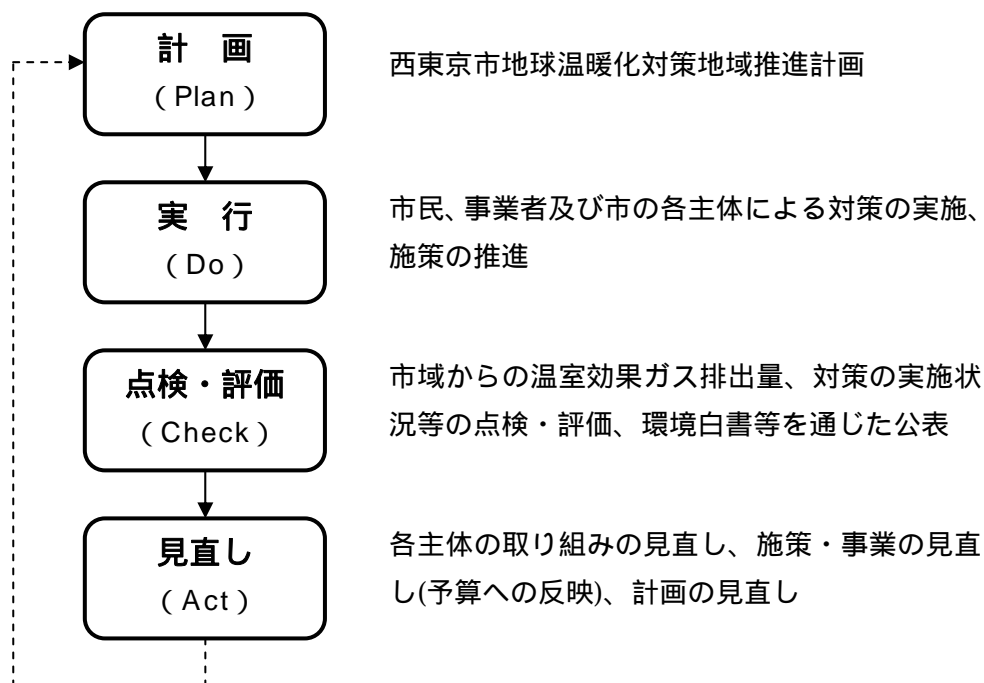 計　画
（Plan）
西東京市地球温暖化対策地域推進計画
実　行
（Do）
市民、事業者及び市の各主体による対策の実施、
施策の推進
点検・評価
（Check）
市域からの温室効果ガス排出量、対策の実施状
況等の点検・評価、環境白書等を通じた公表
見直し
（Act）
各主体の取り組みの見直し、施策・事業の見直
し(予算への反映)、計画の見直し